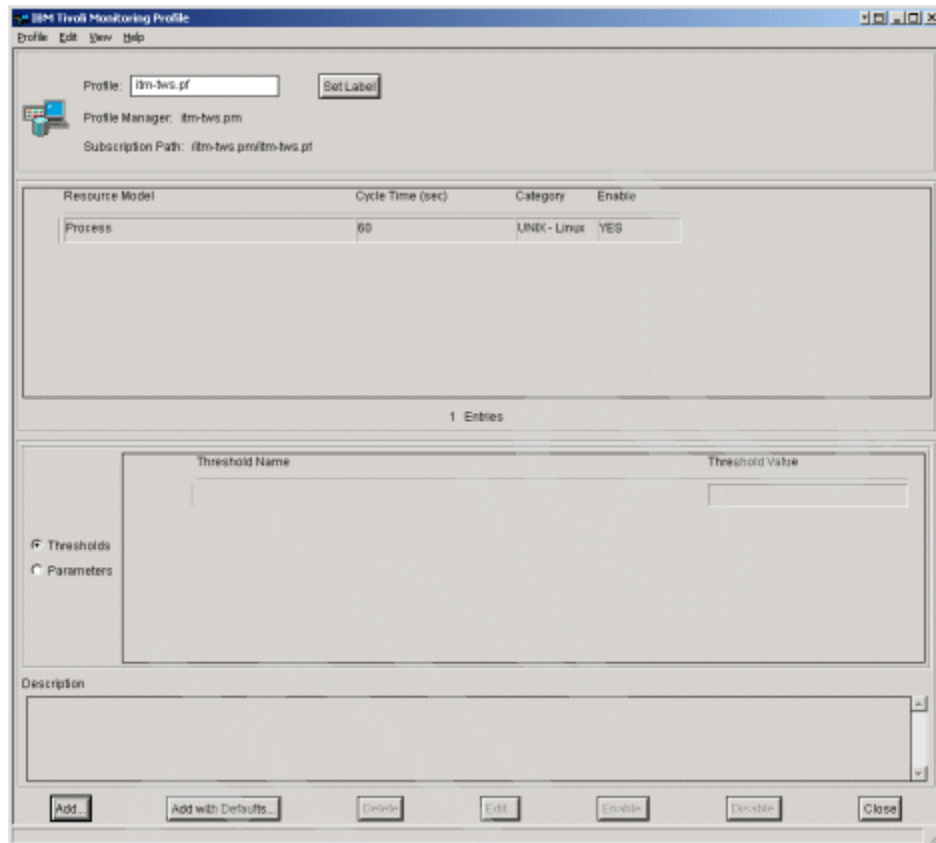 IBM Tivoli Monitoring Profile
Profile Edit View Help
Profile: itm-tws.pf Set Label
Profile Manager: itm-tws.pm
Subscription Path: /itm-tws.pm/itm-tws.pf
Resource Model Cycle Time (sec) Category Enable
Process 60 UNIX - Linux YES
1 Entries
Threshold Name Threshold Value
Thresholds
Parameters
Description
Add... Add with Defaults... Delete Edit... Enable Disable Close